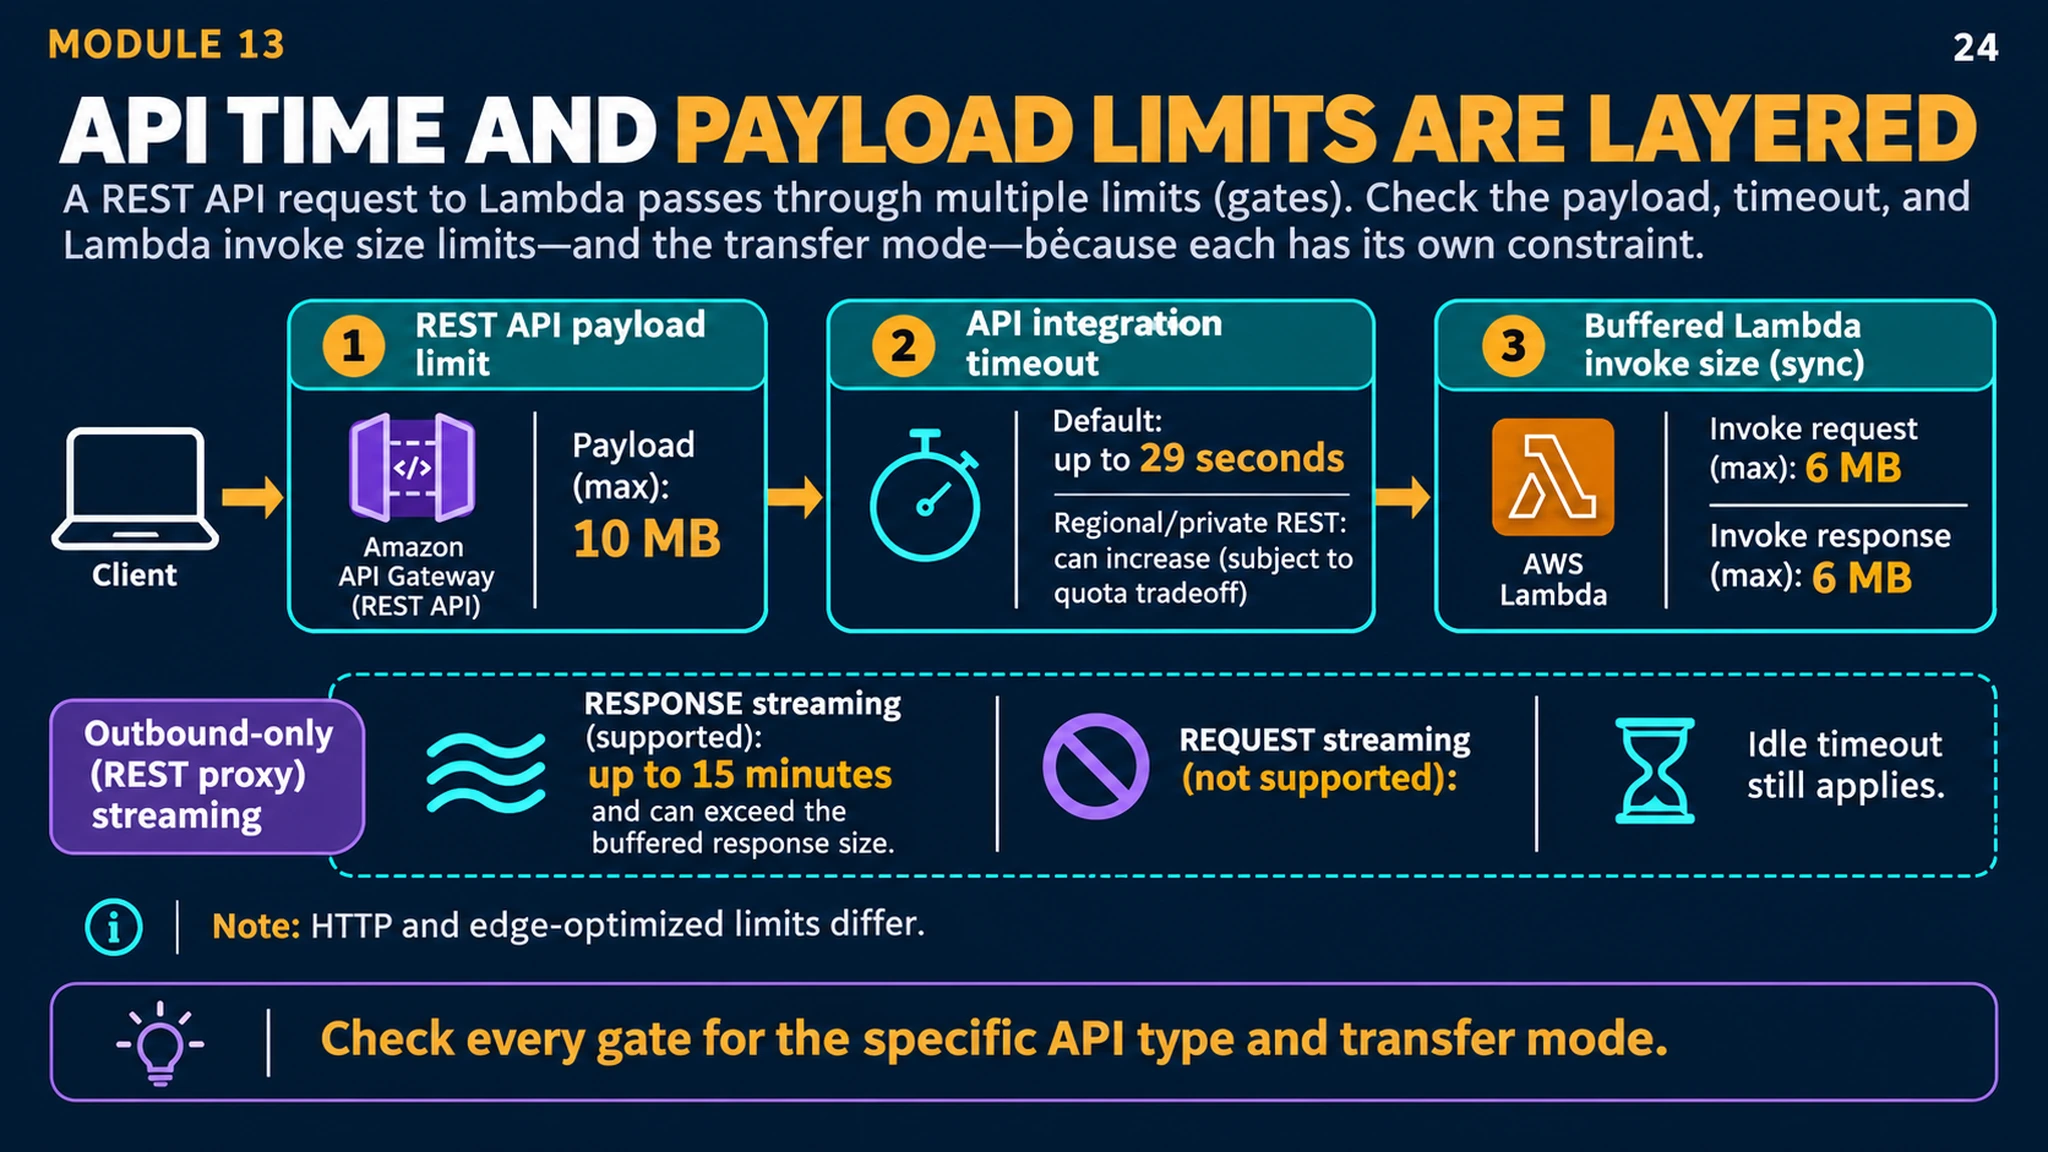 MODULE 13
24
API TIME AND PAYLOAD LIMITS ARE LAYERED
A REST API request to Lambda passes through multiple limits (gates). Check the payload, timeout, and
Lambda invoke size limits—and the transfer mode—because each has its own constraint.
1
REST API payload
limit
Amazon
API Gateway
(REST API)
Payload
(max):
10 MB
2
API integration
timeout
Default:
up to 29 seconds
Regional/private REST:
can increase (subject to
quota tradeoff)
3
Buffered Lambda
invoke size (sync)
AWS
Lambda
Invoke request
(max): 6 MB
Invoke response
(max): 6 MB
Client
Outbound-only
(REST proxy)
streaming
RESPONSE streaming
(supported):
up to 15 minutes
and can exceed the
buffered response size.
REQUEST streaming
(not supported):
Idle timeout
still applies.
Note: HTTP and edge-optimized limits differ.
Check every gate for the specific API type and transfer mode.